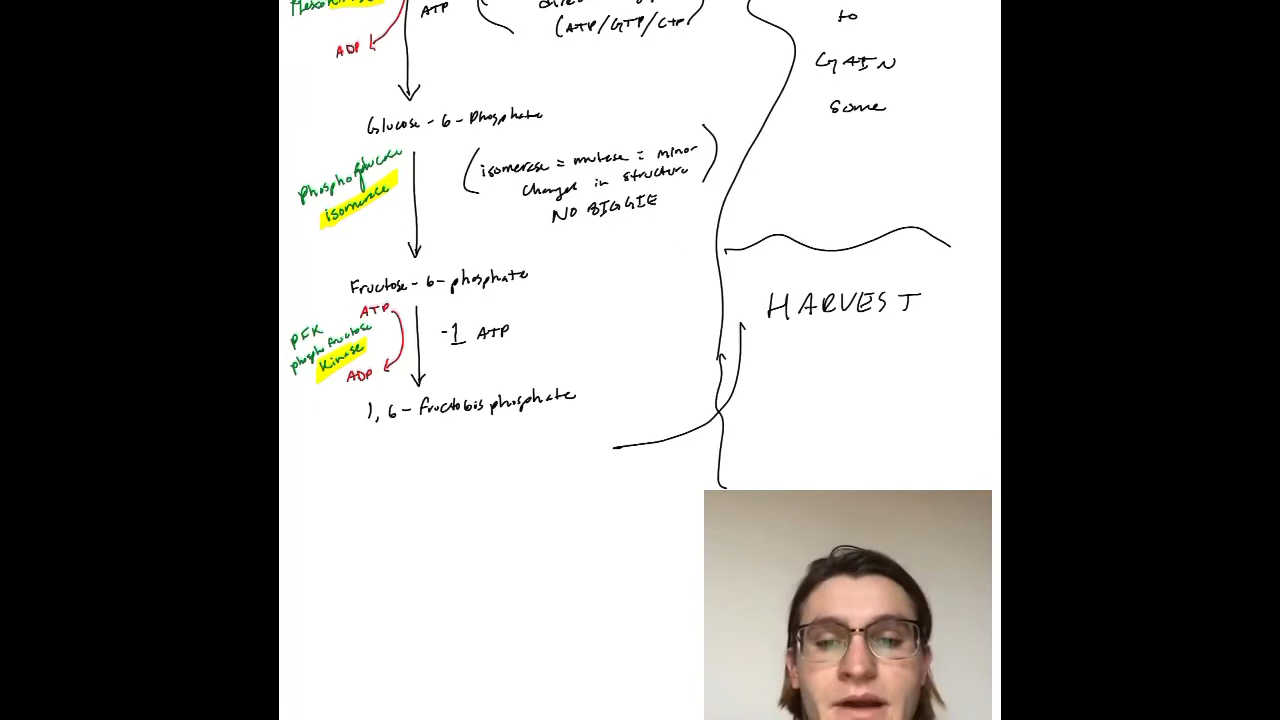 ATP
(ATP/GTP/CTP)
ADP
to
GAIN
some
Glucose-6-Phosphate
(isomerase = mutase = minor
changes in structure
NO BIGGIE)
phosphoglucose
isomerase
Fructose-6-phosphate
ATP
PFK
phosphofructose
Kinase
ADP
-1 ATP
1,6-fructobisphosphate
HARVEST